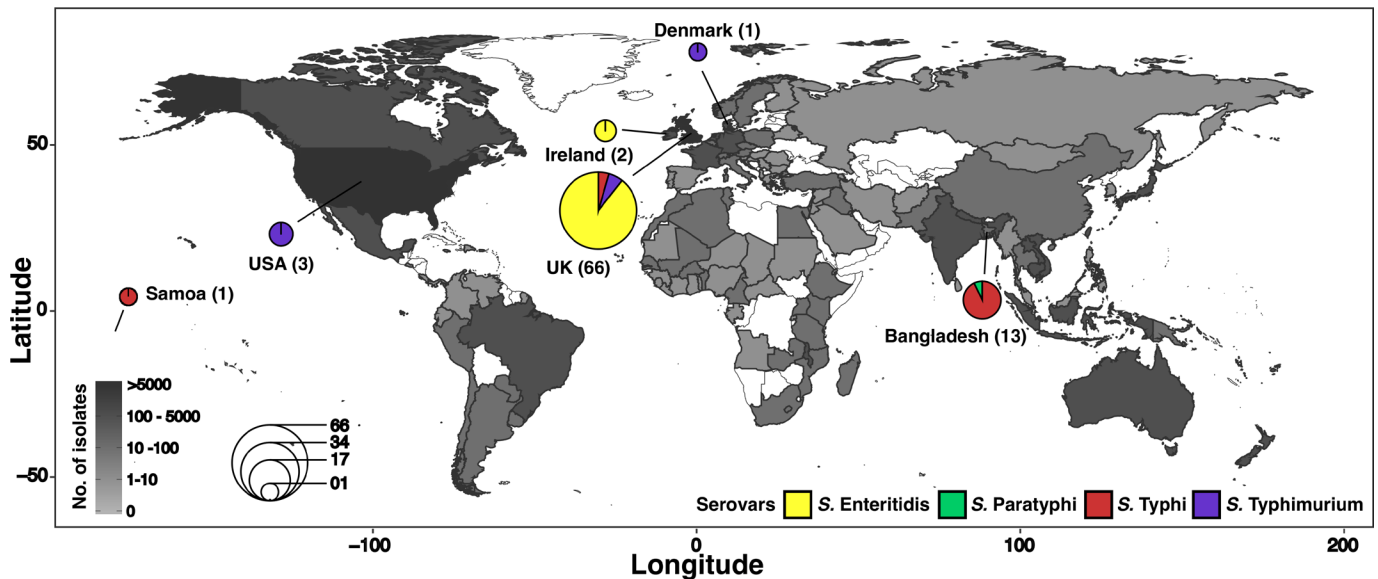 Denmark (1)
Ireland (2)
UK (66)
USA (3)
Samoa (1)
Bangladesh (13)
Latitude
50
0
−50
No. of isolates
>5000
100 - 5000
10 -100
1-10
0
66
34
17
01
Serovars S. Enteritidis S. Paratyphi S. Typhi S. Typhimurium
−100 0 100 200
Longitude